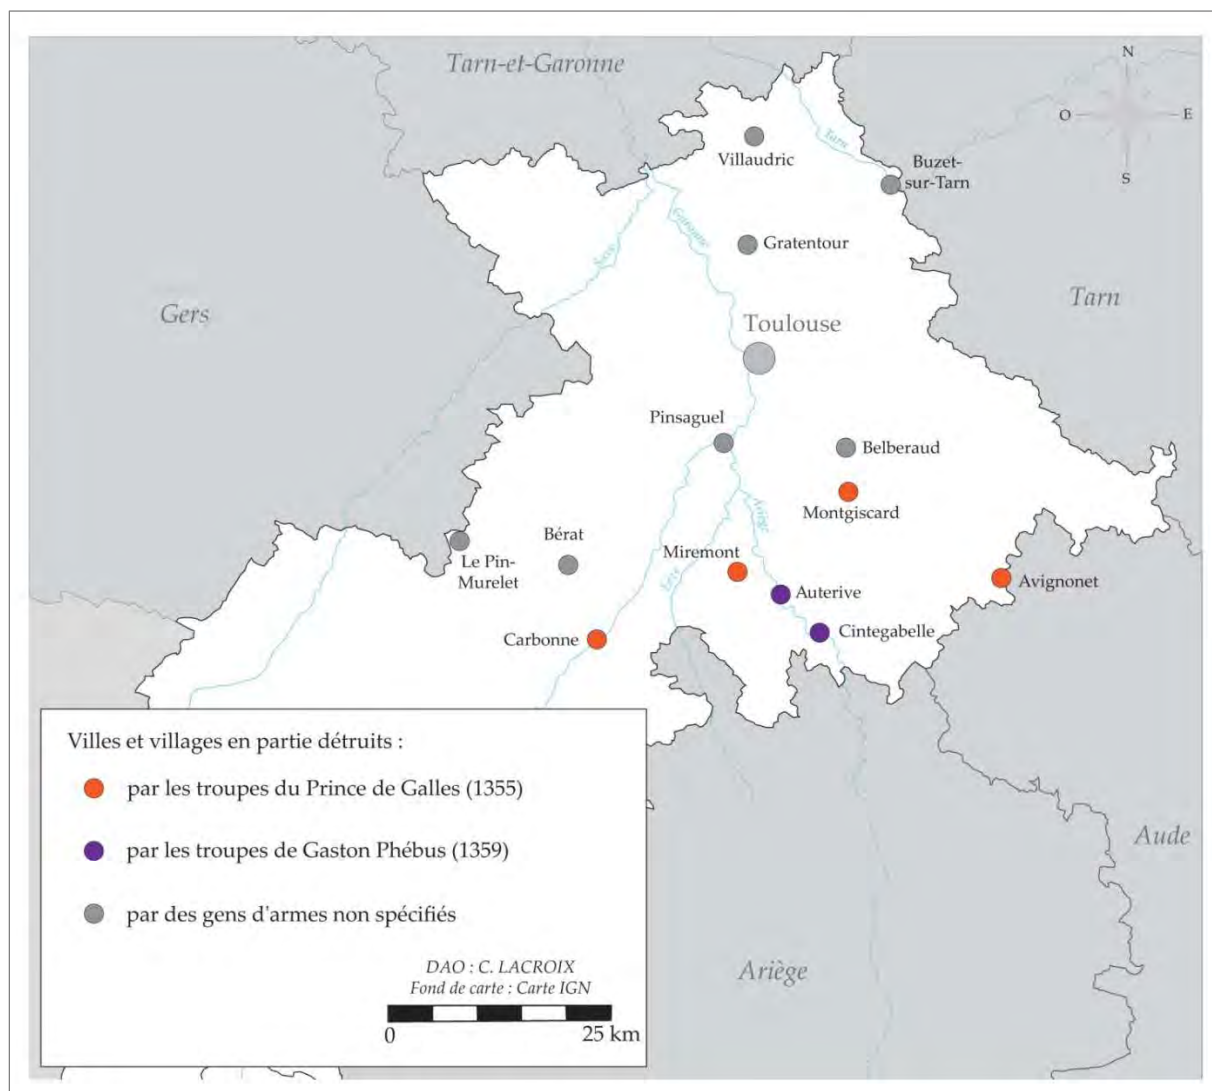 Tarn-et-Garonne
N
O
E
S
Tarn
Villaudric
Buzet-
sur-Tarn
Garonne
Save
Gratentour
Gers
Tarn
Toulouse
Pinsaguel
Belberaud
Ariège
Montgiscard
Bérat
Miremont
Le Pin-
Murelet
Lèze
Auterive
Avignonet
Carbonne
Cintegabelle
Villes et villages en partie détruits :
par les troupes du Prince de Galles (1355)
par les troupes de Gaston Phébus (1359)
par des gens d'armes non spécifiés
Aude
DAO : C. LACROIX
Fond de carte : Carte IGN
0
25 km
Ariège